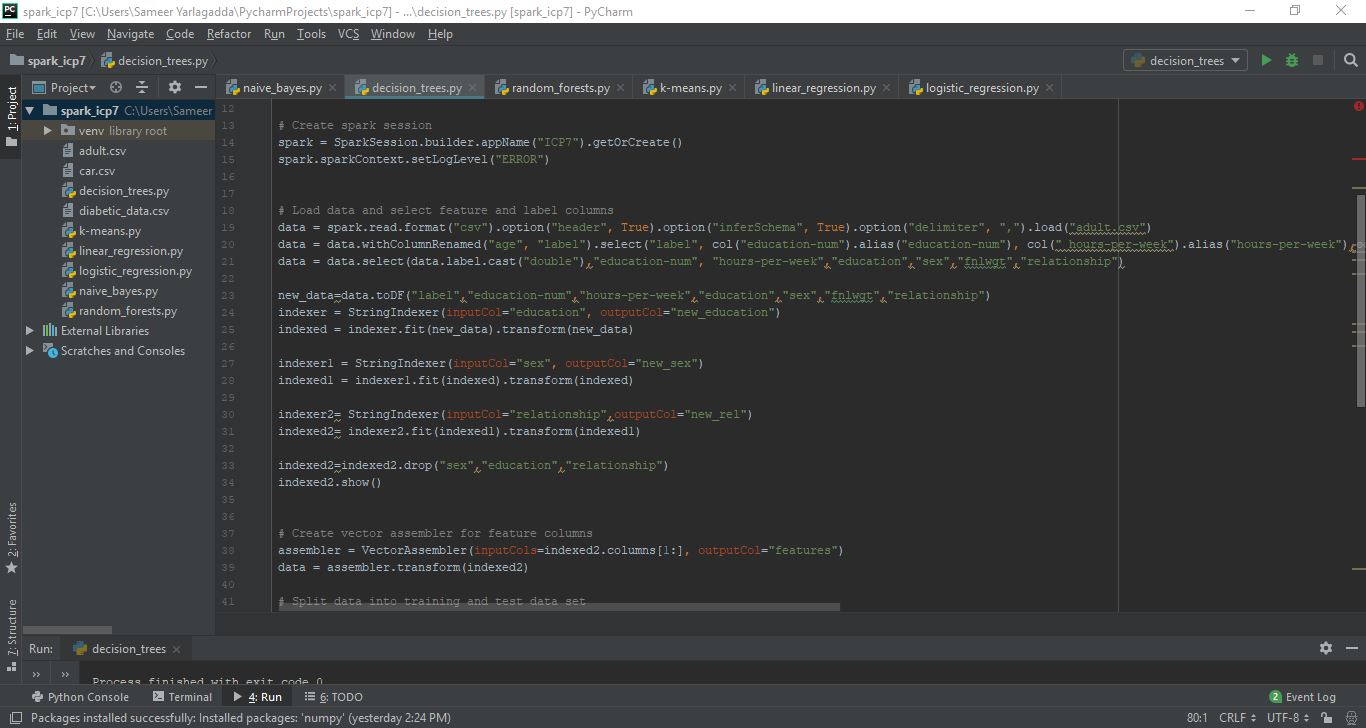 spark_icp7 [C:\Users\Sameer Yarlagadda\PycharmProjects\spark_icp7] - ...\decision_trees.py [spark_icp7] - PyCharm
File Edit View Navigate Code Refactor Run Tools VCS Window Help
spark_icp7 decision_trees.py decision_trees
Project naive_bayes.py decision_trees.py random_forests.py k-means.py linear_regression.py logistic_regression.py
1: Project
spark_icp7 C:\Users\Sameer
venv library root
adult.csv
car.csv
decision_trees.py
diabetic_data.csv
k-means.py
linear_regression.py
logistic_regression.py
naive_bayes.py
random_forests.py
External Libraries
Scratches and Consoles
2: Favorites
7: Structure
12
13 # Create spark session
14 spark = SparkSession.builder.appName("ICP7").getOrCreate()
15 spark.sparkContext.setLogLevel("ERROR")
16
17
18 # Load data and select feature and label columns
19 data = spark.read.format("csv").option("header", True).option("inferSchema", True).option("delimiter", ",").load("adult.csv")
20 data = data.withColumnRenamed("age", "label").select("label", col("education-num").alias("education-num"), col(" hours-per-week").alias("hours-per-week"),
21 data = data.select(data.label.cast("double"),"education-num", "hours-per-week","education","sex","fnlwgt","relationship")
22
23 new_data=data.toDF("label","education-num","hours-per-week","education","sex","fnlwgt","relationship")
24 indexer = StringIndexer(inputCol="education", outputCol="new_education")
25 indexed = indexer.fit(new_data).transform(new_data)
26
27 indexer1 = StringIndexer(inputCol="sex", outputCol="new_sex")
28 indexed1 = indexer1.fit(indexed).transform(indexed)
29
30 indexer2= StringIndexer(inputCol="relationship",outputCol="new_rel")
31 indexed2= indexer2.fit(indexed1).transform(indexed1)
32
33 indexed2=indexed2.drop("sex","education","relationship")
34 indexed2.show()
35
36
37 # Create vector assembler for feature columns
38 assembler = VectorAssembler(inputCols=indexed2.columns[1:], outputCol="features")
39 data = assembler.transform(indexed2)
40
41 # Split data into training and test data set
Run: decision_trees
Process finished with exit code 0
Python Console Terminal 4: Run 6: TODO 2 Event Log
Packages installed successfully: Installed packages: 'numpy' (yesterday 2:24 PM) 80:1 CRLF UTF-8